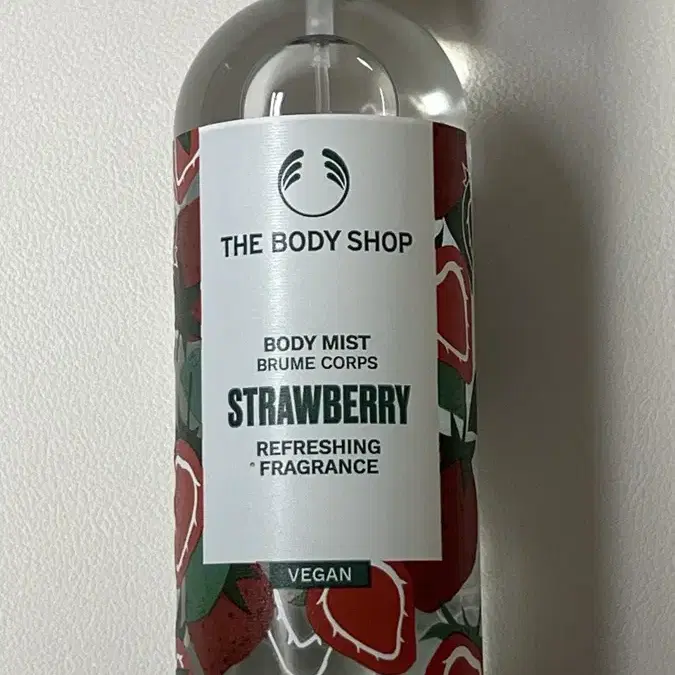 THE BODY SHOP
BODY MIST
BRUME CORPS
STRAWBERRY
REFRESHING
FRAGRANCE
VEGAN